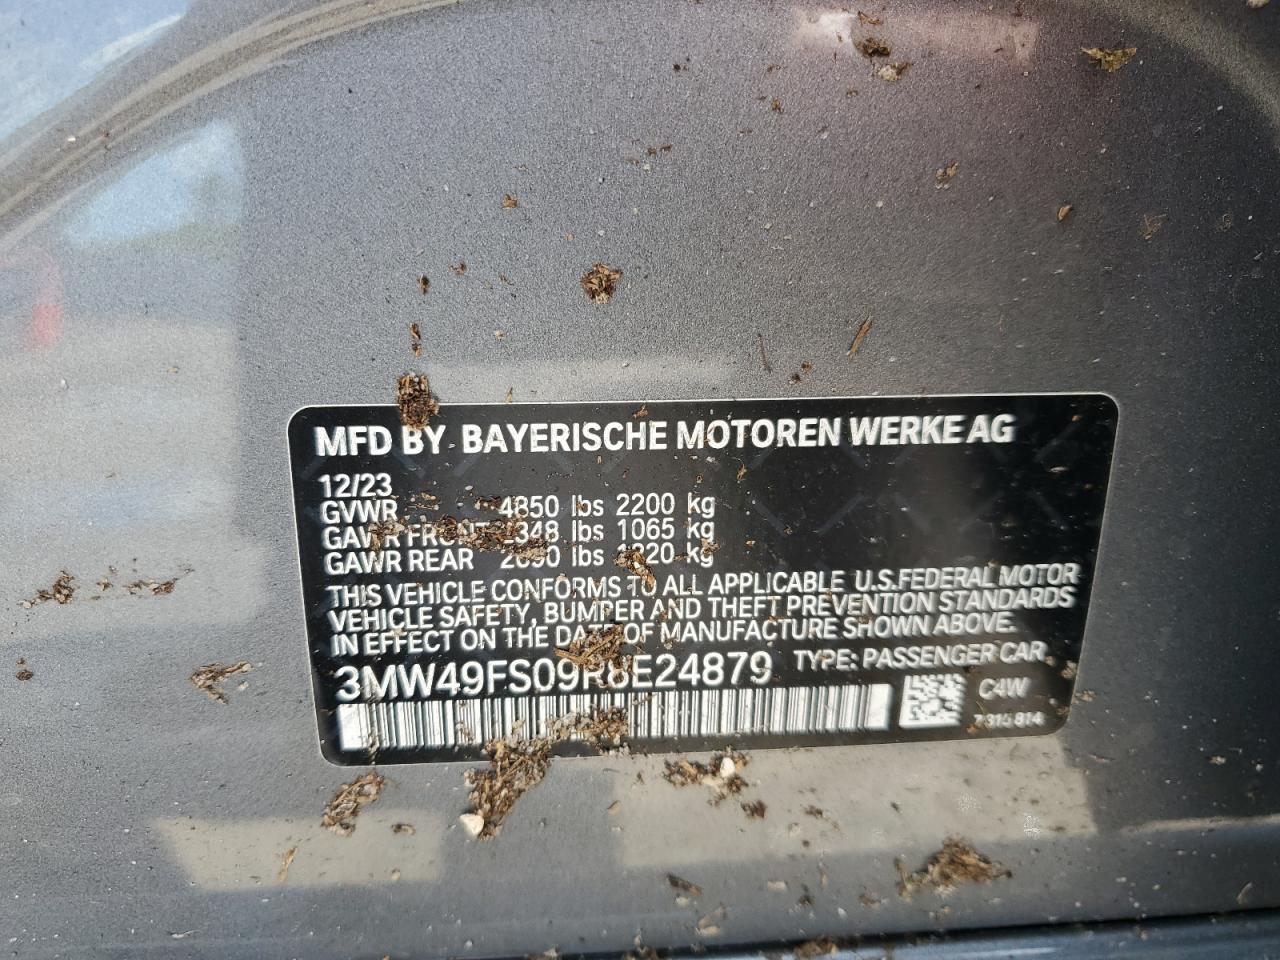 MFD BY BAYERISCHE MOTOREN WERKE AG
12/23
GVWR 4850 lbs 2200 kg
GAWR FRONT 2348 lbs 1065 kg
GAWR REAR lbs kg
THIS VEHICLE CONFORMS TO ALL APPLICABLE U.S.FEDERAL MOTOR
VEHICLE SAFETY, BUMPER AND THEFT PREVENTION STANDARDS
IN EFFECT ON THE DATE OF MANUFACTURE SHOWN ABOVE.
3MW49FS09R8E24879 TYPE: PASSENGER CAR
C4W